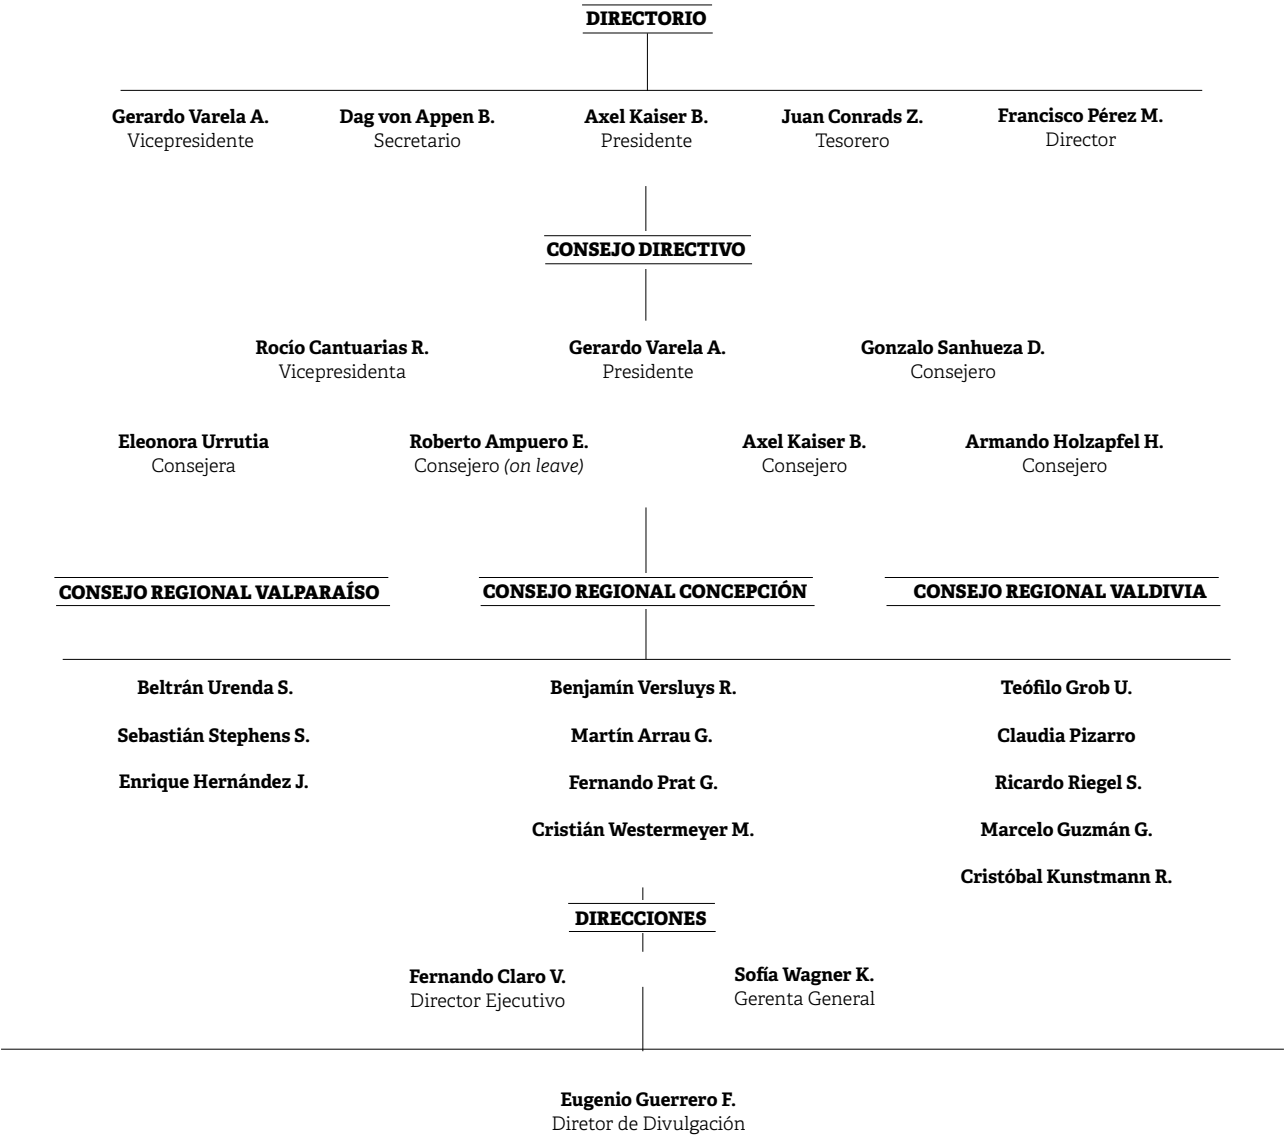 DIRECTORIO
Gerardo Varela A.
Vicepresidente
Dag von Appen B.
Secretario
Axel Kaiser B.
Presidente
Juan Conrads Z.
Tesorero
Francisco Pérez M.
Director
CONSEJO DIRECTIVO
Rocío Cantuarias R.
Vicepresidenta
Gerardo Varela A.
Presidente
Gonzalo Sanhueza D.
Consejero
Eleonora Urrutia
Consejera
Roberto Ampuero E.
Consejero (on leave)
Axel Kaiser B.
Consejero
Armando Holzapfel H.
Consejero
CONSEJO REGIONAL VALPARAÍSO
Beltrán Urenda S.
Sebastián Stephens S.
Enrique Hernández J.
CONSEJO REGIONAL CONCEPCIÓN
Benjamín Versluys R.
Martín Arrau G.
Fernando Prat G.
Cristián Westermeyer M.
CONSEJO REGIONAL VALDIVIA
Teófilo Grob U.
Claudia Pizarro
Ricardo Riegel S.
Marcelo Guzmán G.
Cristóbal Kunstmann R.
DIRECCIONES
Fernando Claro V.
Director Ejecutivo
Sofía Wagner K.
Gerenta General
Eugenio Guerrero F.
Diretor de Divulgación